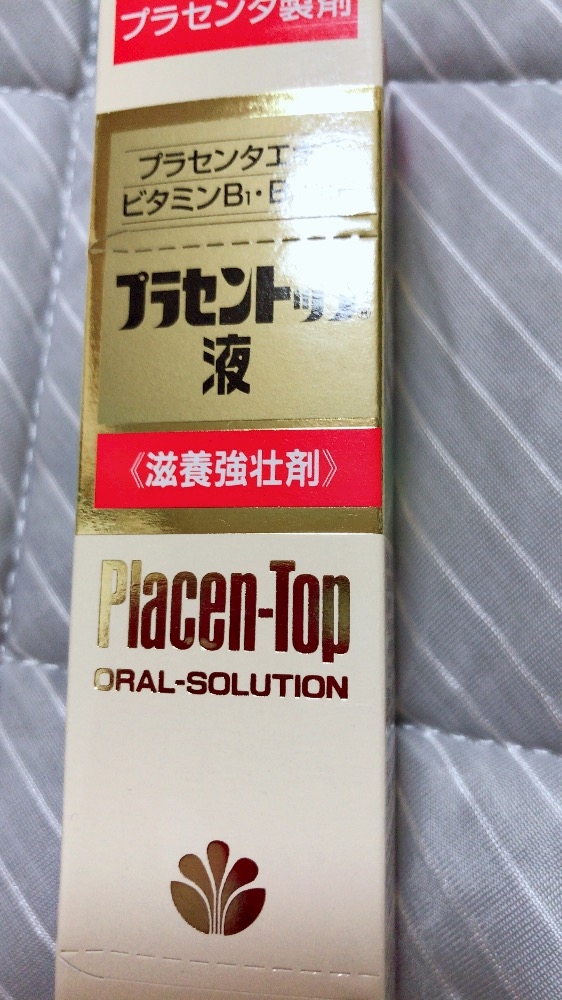 プラセンタ製剤
プラセンタエ
ビタミンB1・
プラセントップ
液
《滋養強壮剤》
Placen-Top
ORAL-SOLUTION